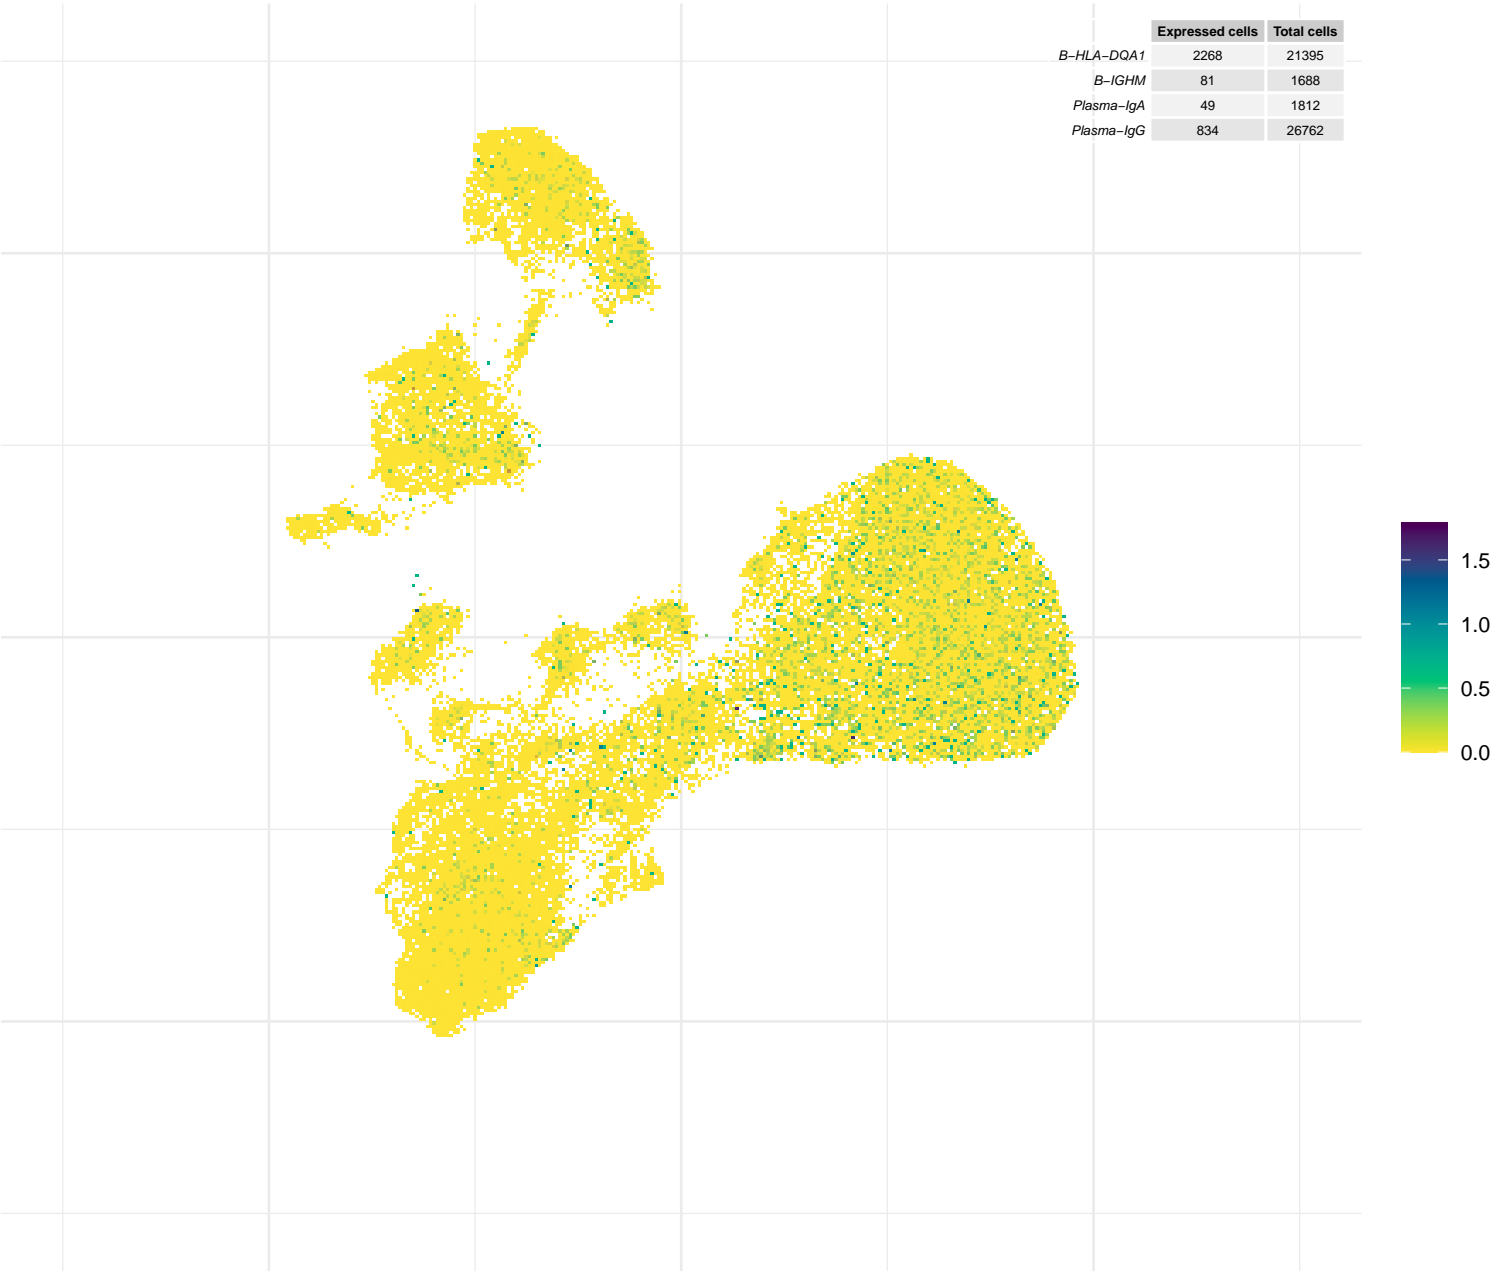 Expressed cells Total cells
B−HLA−DQA1 2268 21395
B−IGHM 81 1688
Plasma−IgA 49 1812
Plasma−IgG 834 26762
1.5
1.0
0.5
0.0